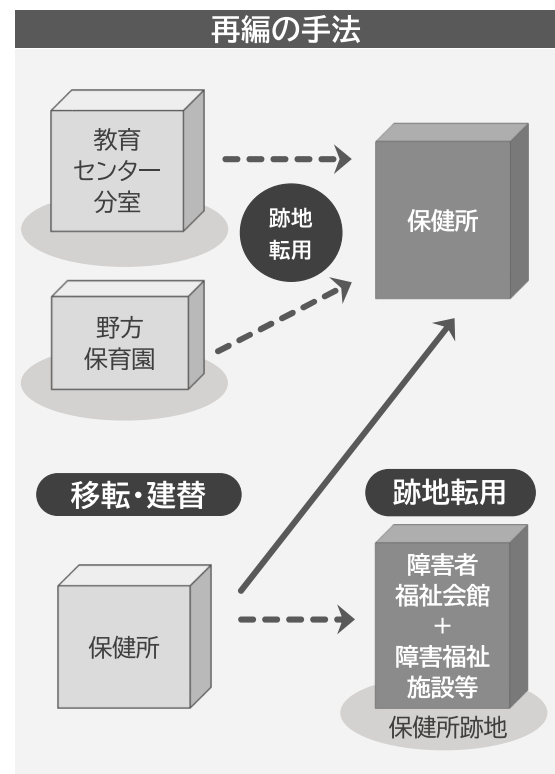 再編の手法
教育
センター
分室
保健所
跡地
転用
野方
保育園
移転・建替
跡地転用
保健所
障害者
福祉会館
＋
障害福祉
施設等
保健所跡地